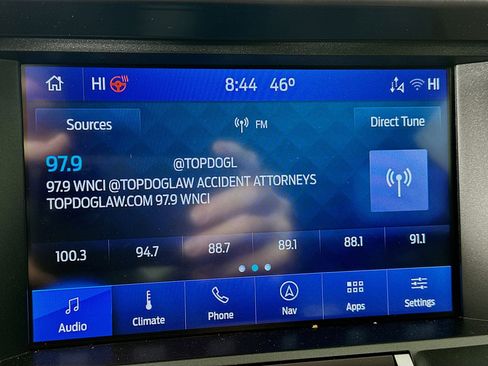 HI 8:44 46° HI
Sources FM Direct Tune
97.9 @TOPDOGL
97.9 WNCI @TOPDOGLAW ACCIDENT ATTORNEYS
TOPDOGLAW.COM 97.9 WNCI
100.3 94.7 88.7 89.1 88.1 91.1
Audio Climate Phone Nav Apps Settings